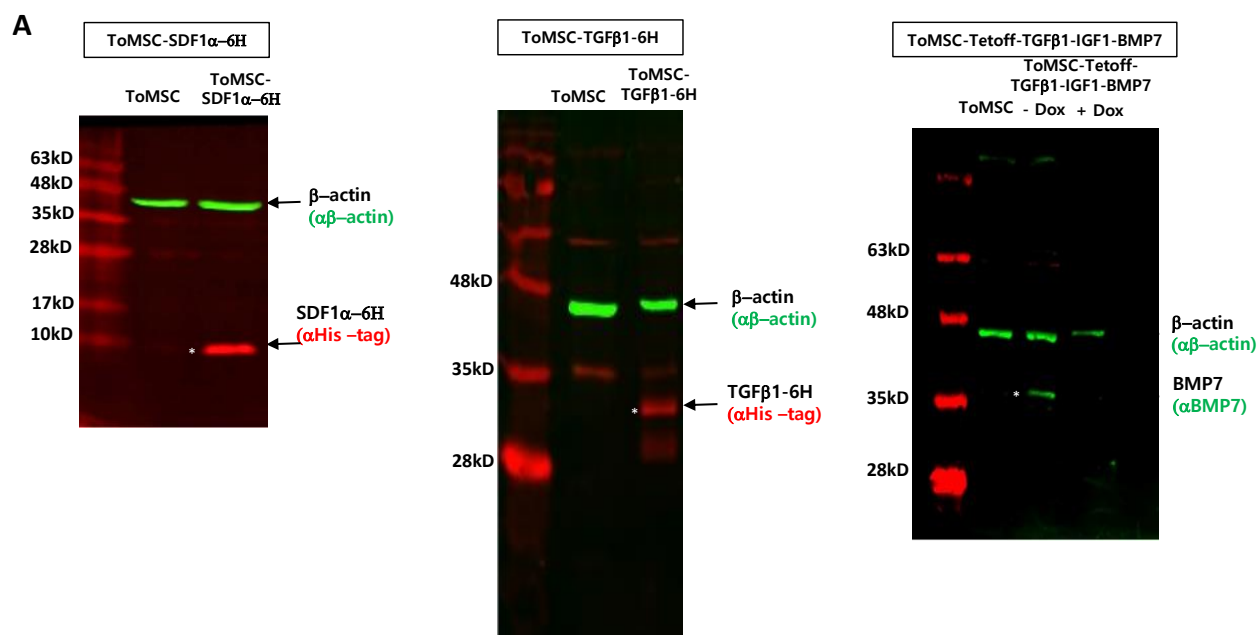 A
ToMSC-SDF1α–6H
ToMSC
ToMSC-
SDF1α–6H
63kD
48kD
35kD
28kD
17kD
10kD
β–actin
(αβ–actin)
SDF1α–6H
(αHis –tag)
*
ToMSC-TGFβ1-6H
ToMSC
ToMSC-
TGFβ1-6H
48kD
35kD
28kD
β–actin
(αβ–actin)
TGFβ1-6H
(αHis –tag)
*
ToMSC-Tetoff-TGFβ1-IGF1-BMP7
ToMSC-Tetoff-
TGFβ1-IGF1-BMP7
ToMSC - Dox + Dox
63kD
48kD
35kD
28kD
β–actin
(αβ–actin)
BMP7
(αBMP7)
*